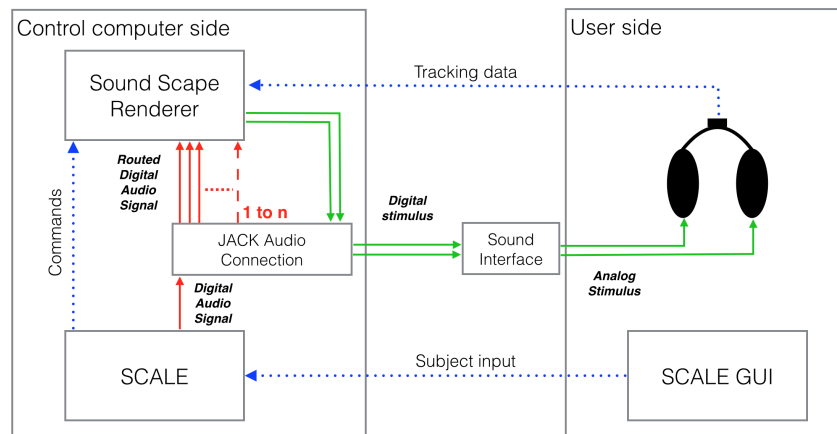 Control computer side
User side
Sound Scape
Renderer
Tracking data
Routed
Digital
Audio
Signal
1 to n
Commands
Digital
stimulus
JACK Audio
Connection
Sound
Interface
Analog
Stimulus
Digital
Audio
Signal
SCALE
Subject input
SCALE GUI